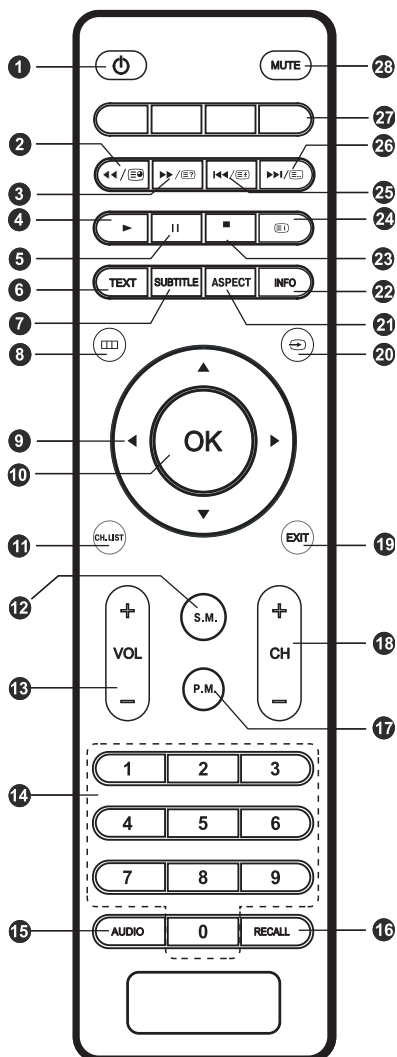 1 MUTE 28
27
2 26
3 25
4 24
5 23
6 TEXT SUBTITLE ASPECT INFO 22
7 21
8 20
9 OK
10
11 CH.LIST EXIT 19
12 S.M.
+ +
VOL CH 18
13 − P.M. − 17
14 1 2 3
4 5 6
7 8 9
15 AUDIO 0 RECALL 16